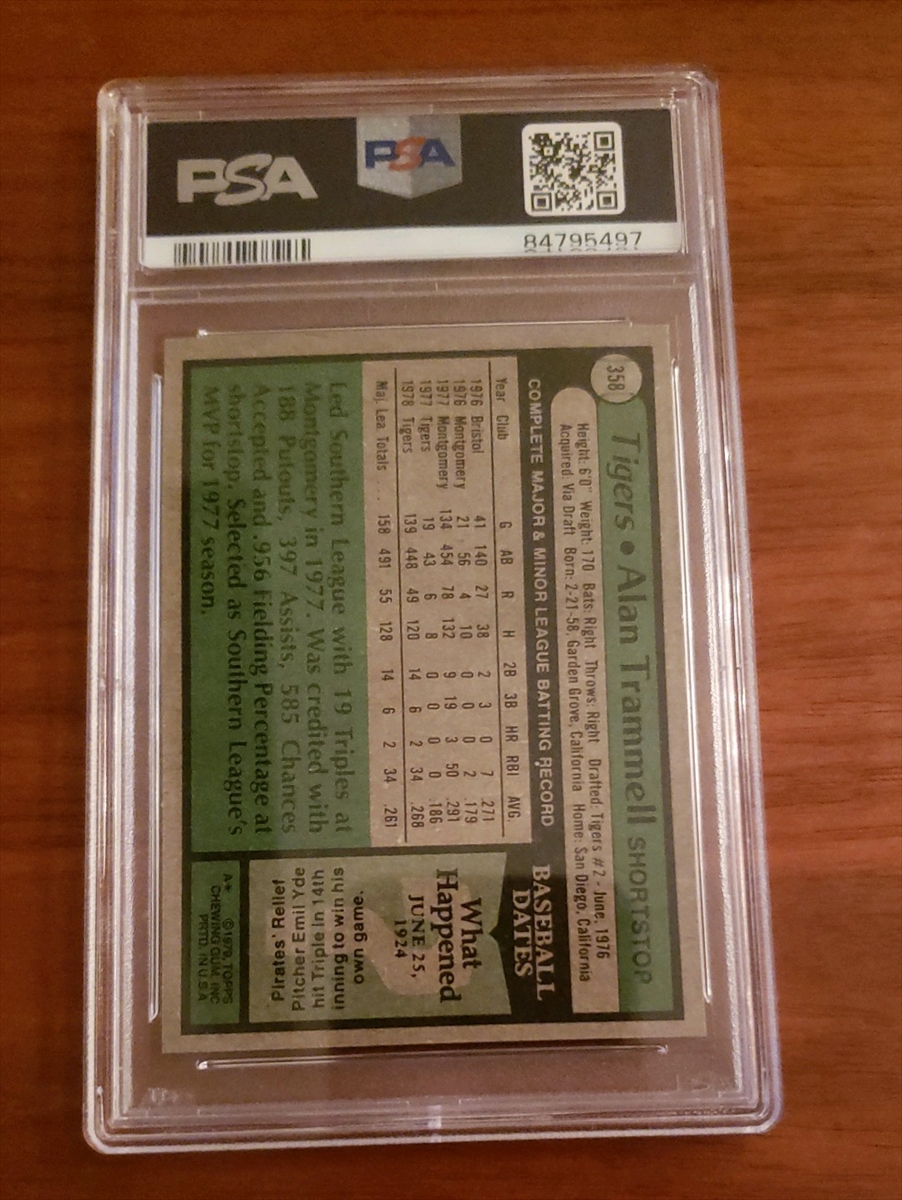 PSA
PSA
84795497
358
Tigers • Alan Trammell SHORTSTOP
Height: 6'0" Weight: 170 Bats: Right Throws: Right Drafted: Tigers #2 - June, 1976
Acquired: Via Draft Born: 2-21-58, Garden Grove, California Home: San Diego, California
COMPLETE MAJOR & MINOR LEAGUE BATTING RECORD
Year Club G AB R H 2B 3B HR RBI AVG.
1976 Bristol 41 140 27 38 2 3 0 7 .271
1976 Montgomery 21 56 4 10 0 0 0 2 .179
1977 Montgomery 134 454 78 132 9 19 3 50 .291
1977 Tigers 19 43 6 8 0 0 0 0 .186
1978 Tigers 139 448 49 120 14 6 2 34 .268
Maj. Lea. Totals . . . 158 491 55 128 14 6 2 34 .261
Led Southern League with 19 Triples at
Montgomery in 1977. Was credited with
188 Putouts, 397 Assists, 585 Chances
Accepted and .956 Fielding Percentage at
shortstop. Selected as Southern League's
MVP for 1977 season.
BASEBALL
DATES
What
Happened
JUNE 25,
1924
Pirates' Relief
Pitcher Emil Yde
hit Triple in 14th
inning to win his
own game.
A* ©1979, TOPPS
CHEWING GUM, INC
PRTD. IN U.S.A